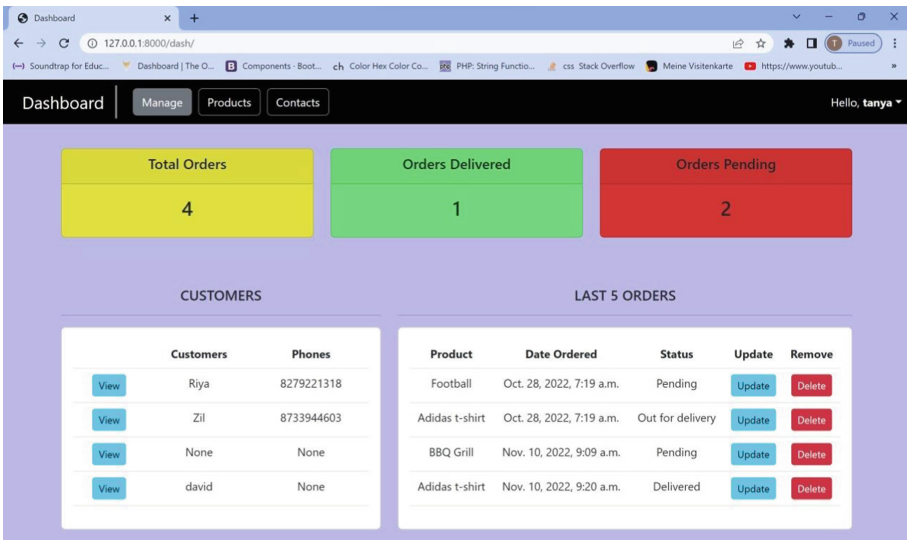 Dashboard
127.0.0.1:8000/dash/
T Paused
Soundtrap for Educ... Dashboard | The O... B Components · Boot... ch Color Hex Color Co... PHP: String Functio... css Stack Overflow Meine Visitenkarte https://www.youtub... »
Dashboard Manage Products Contacts Hello, tanya
Total Orders Orders Delivered Orders Pending
4 1 2
CUSTOMERS LAST 5 ORDERS
Customers Phones Product Date Ordered Status Update Remove
View Riya 8279221318 Football Oct. 28, 2022, 7:19 a.m. Pending Update Delete
View Zil 8733944603 Adidas t-shirt Oct. 28, 2022, 7:19 a.m. Out for delivery Update Delete
View None None BBQ Grill Nov. 10, 2022, 9:09 a.m. Pending Update Delete
View david None Adidas t-shirt Nov. 10, 2022, 9:20 a.m. Delivered Update Delete